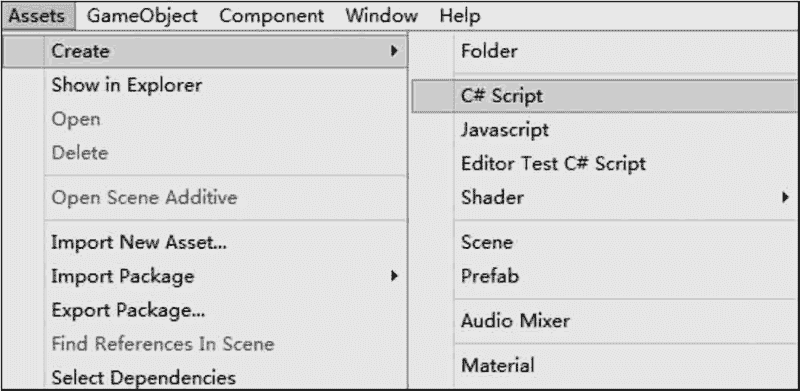 Assets GameObject Component Window Help
Create
Show in Explorer
Open
Delete
Open Scene Additive
Import New Asset...
Import Package
Export Package...
Find References In Scene
Select Dependencies
Folder
C# Script
Javascript
Editor Test C# Script
Shader
Scene
Prefab
Audio Mixer
Material